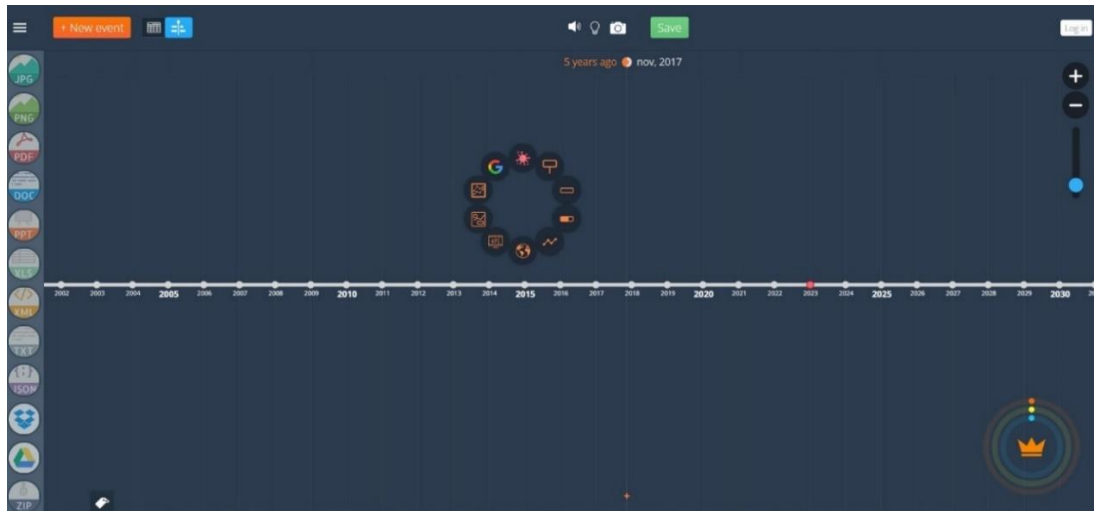 + New event
Save
Log in
5 years ago nov, 2017
JPG
PNG
PDF
DOC
PPT
XLS
XML
TXT
JSON
ZIP
2002 2003 2004 2005 2006 2007 2008 2009 2010 2011 2012 2013 2014 2015 2016 2017 2018 2019 2020 2021 2022 2023 2024 2025 2026 2027 2028 2029 2030